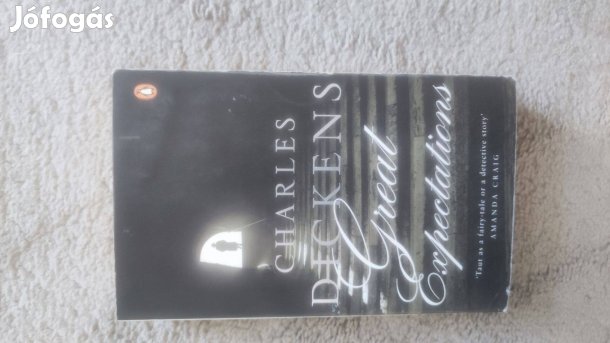 Jófogás
CHARLES
DICKENS
Great
Expectations
'Taut as a fairy-tale or a detective story'
AMANDA CRAIG